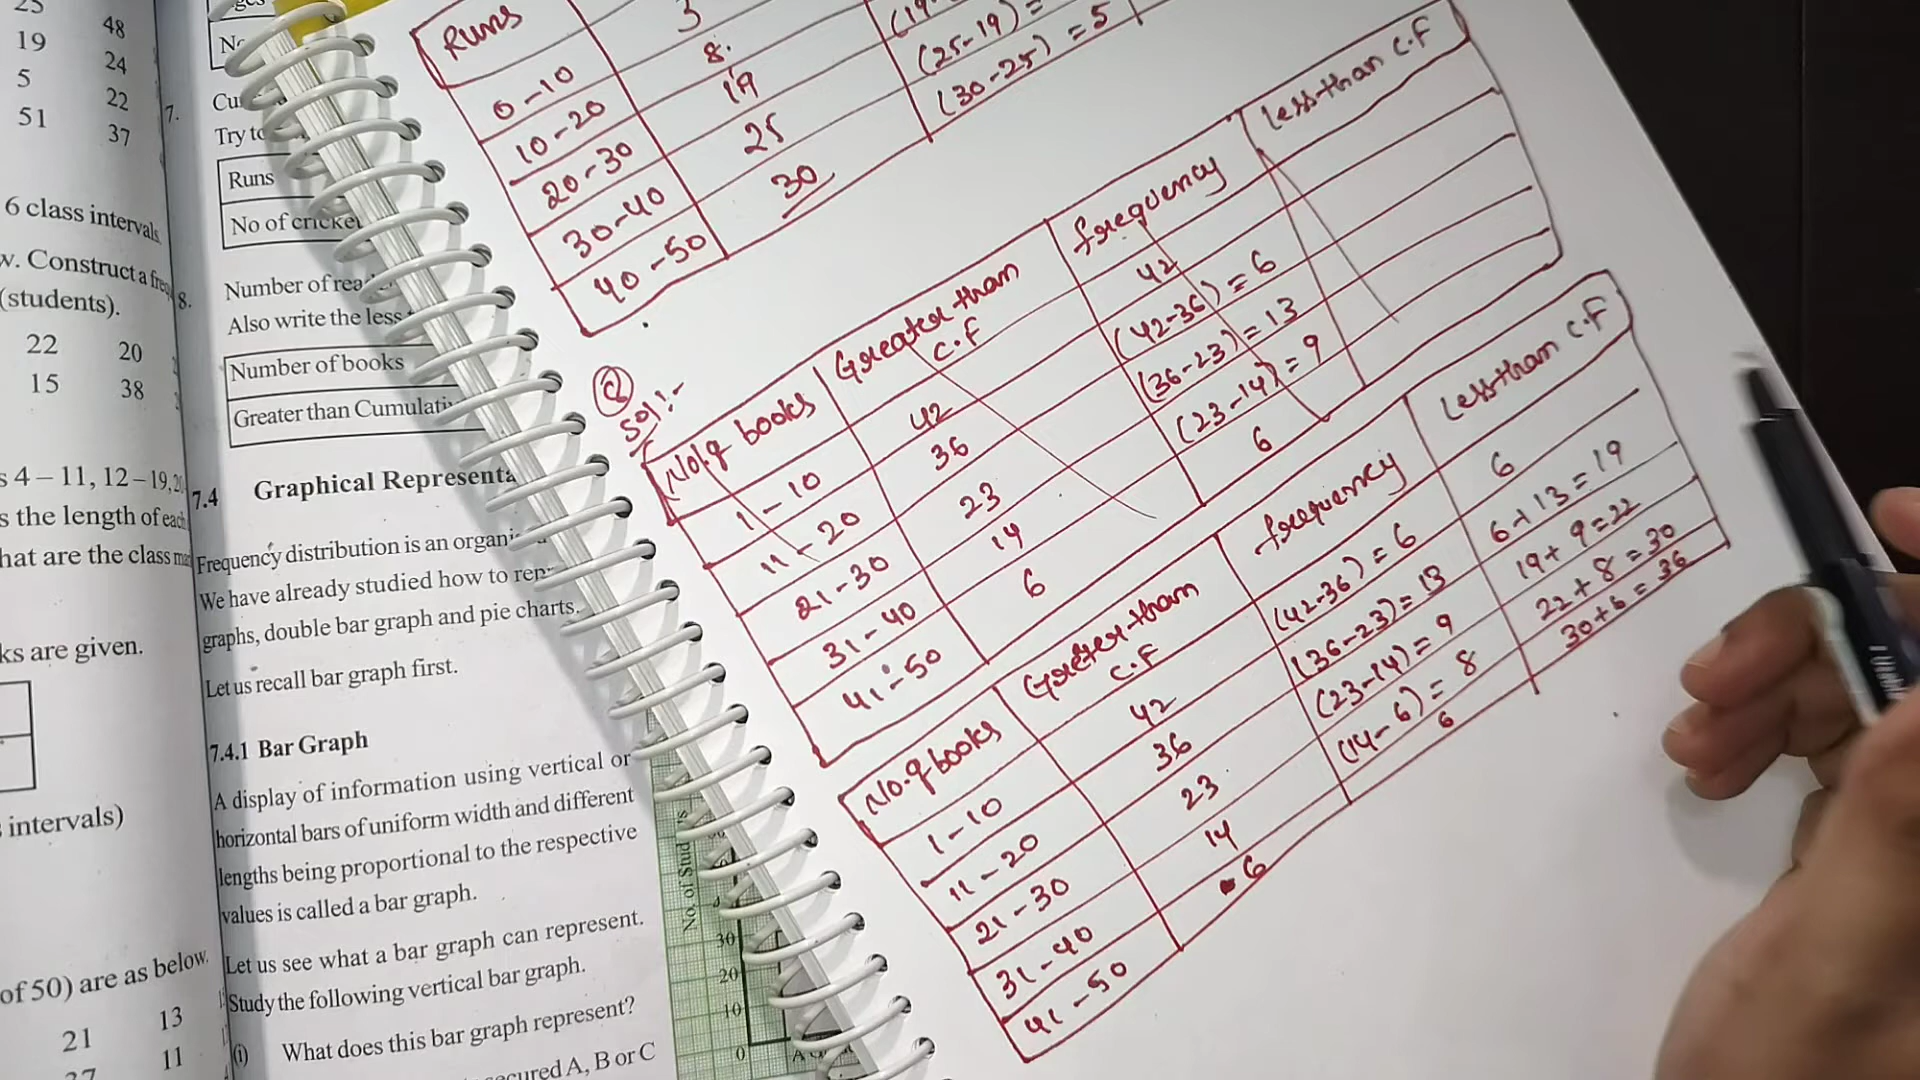 48
19 24
5 22
51 37
6 class intervals
w. Construct a
(students).
22 20
15 38
s 4 – 11, 12 – 19,
s the length of each
hat are the class
ks are given.
intervals)
of 50) are as below.
21 13
11
7.
Try to
Runs
No of cricket
8.
Number of
Also write the less
Number of books
Greater than
7.4 Graphical
Frequency distribution is an
We have already studied how to
graphs, double bar graph and pie charts.
Let us recall bar graph first.
7.4.1 Bar Graph
A display of information using vertical or
horizontal bars of uniform width and different
lengths being proportional to the respective
values is called a bar graph.
Let us see what a bar graph can represent.
Study the following vertical bar graph.
(i) What does this bar graph represent?
A, B or C
No. of
30
20
10
0
Runs
0-10 3
10-20 8
20-30 19 (25-19) =
30-40 25 (30-25) = 5
40-50 30
8
Sol:-
No.of books Greater than C.F frequency less than C.F
1-10 42 42
11-20 36 (42-36) = 6
21-30 23 (36-23) = 13
31-40 14 (23-14) = 9
41-50 6 6
No.of books Greater than C.F frequency Less than C.F
1-10 42 (42-36) = 6 6
11-20 36 (36-23) = 13 6+13 = 19
21-30 23 (23-14) = 9 19+9=22
31-40 14 (14-6) = 8 22+8 = 30
41-50 6 6 30+6 = 36